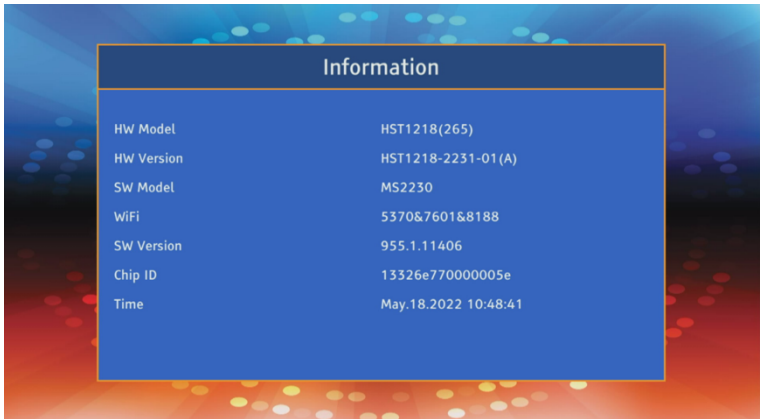 Information
HW Model HST1218(265)
HW Version HST1218-2231-01(A)
SW Model MS2230
WiFi 5370&7601&8188
SW Version 955.1.11406
Chip ID 13326e770000005e
Time May.18.2022 10:48:41